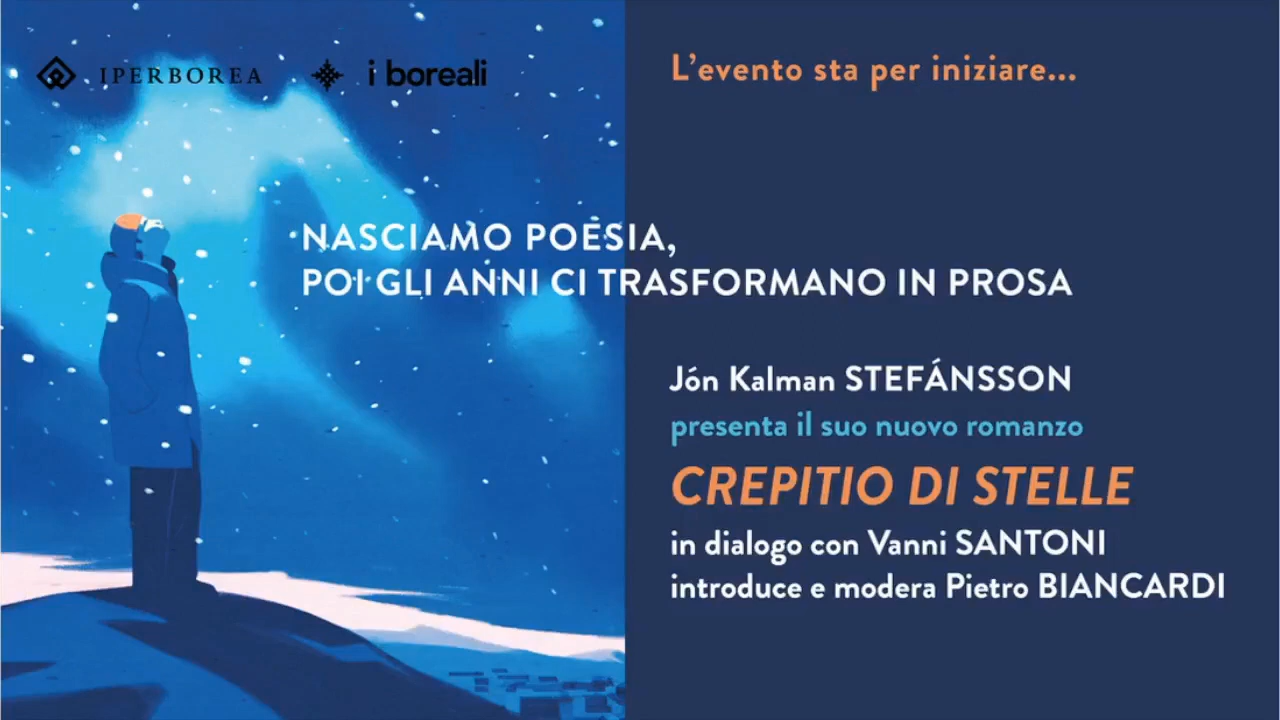 IPERBOREA
i boreali
L’evento sta per iniziare...
NASCIAMO POESIA,
POI GLI ANNI CI TRASFORMANO IN PROSA
Jón Kalman STEFÁNSSON
presenta il suo nuovo romanzo
CREPITIO DI STELLE
in dialogo con Vanni SANTONI
introduce e modera Pietro BIANCARDI